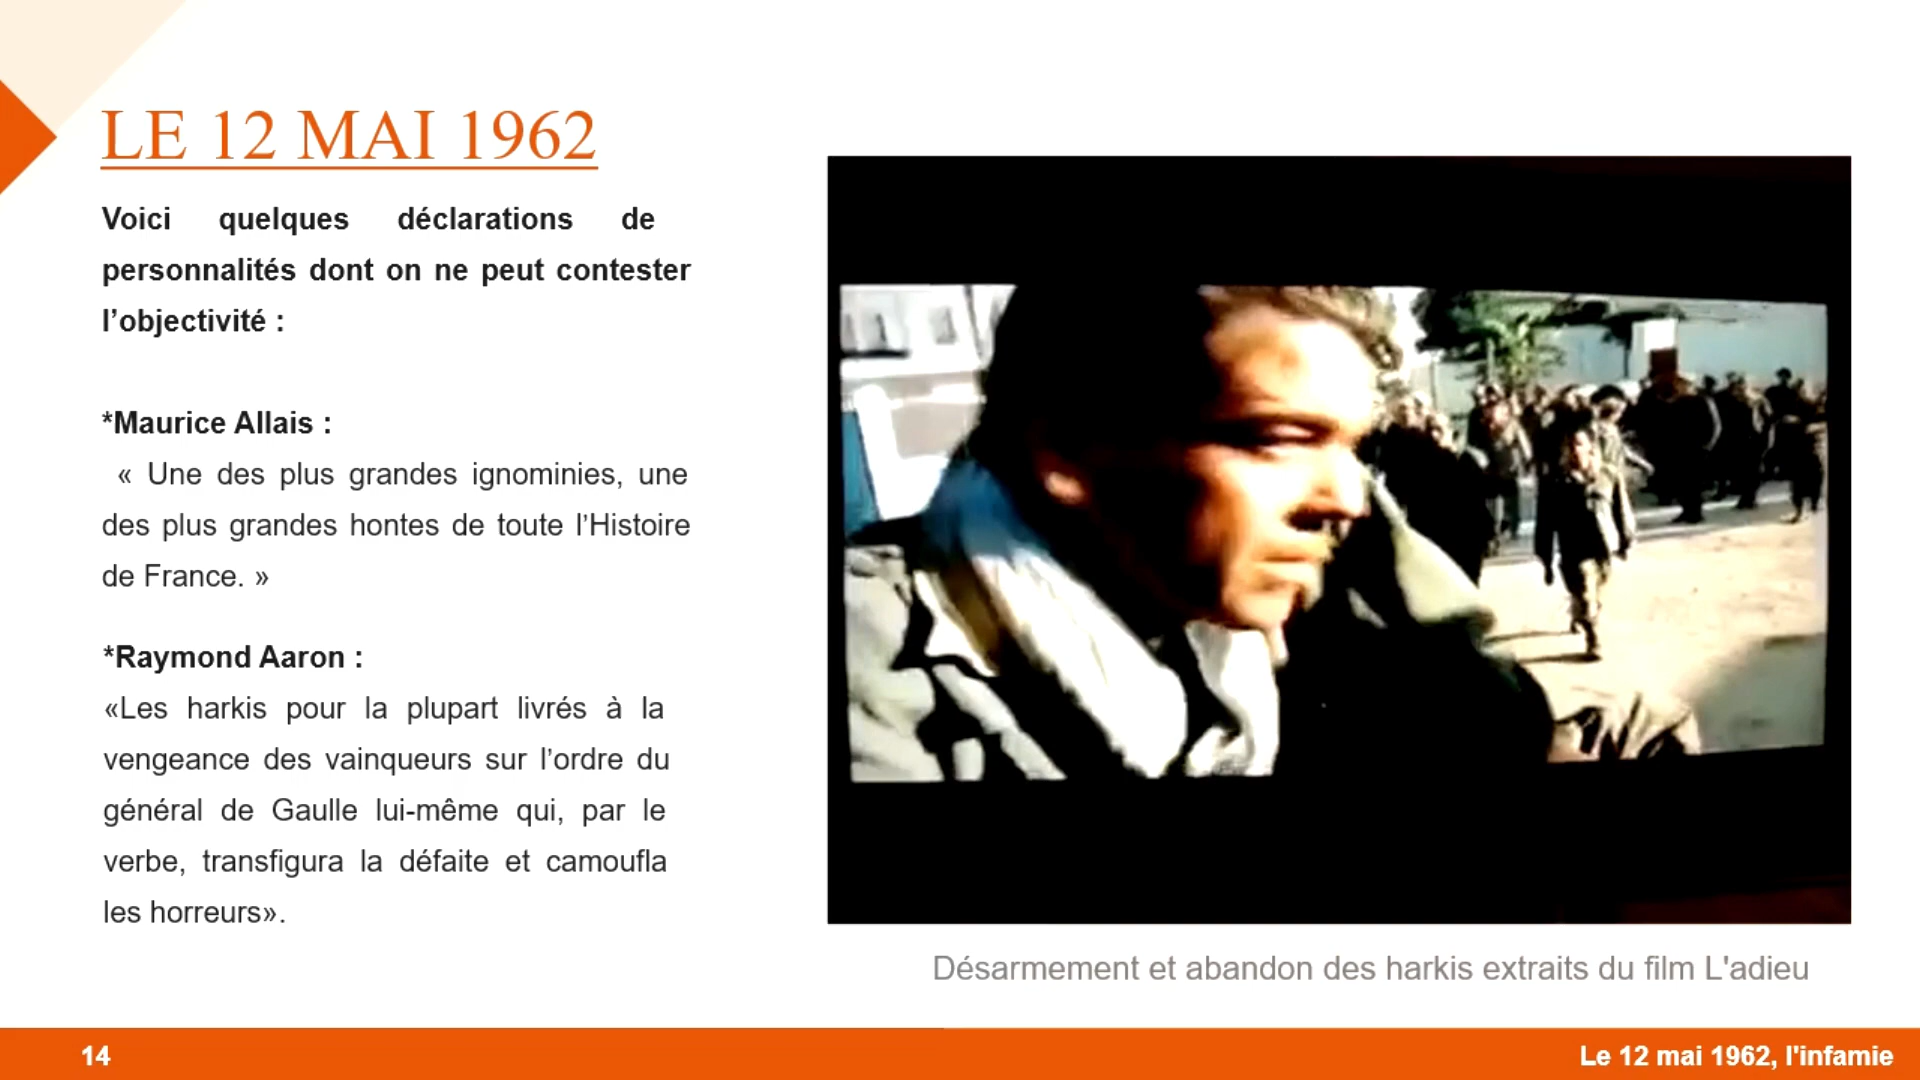 LE 12 MAI 1962
Voici quelques déclarations de
personnalités dont on ne peut contester
l’objectivité :
*Maurice Allais :
« Une des plus grandes ignominies, une
des plus grandes hontes de toute l’Histoire
de France. »
*Raymond Aaron :
«Les harkis pour la plupart livrés à la
vengeance des vainqueurs sur l’ordre du
général de Gaulle lui-même qui, par le
verbe, transfigura la défaite et camoufla
les horreurs».
Désarmement et abandon des harkis extraits du film L'adieu
14
Le 12 mai 1962, l'infamie